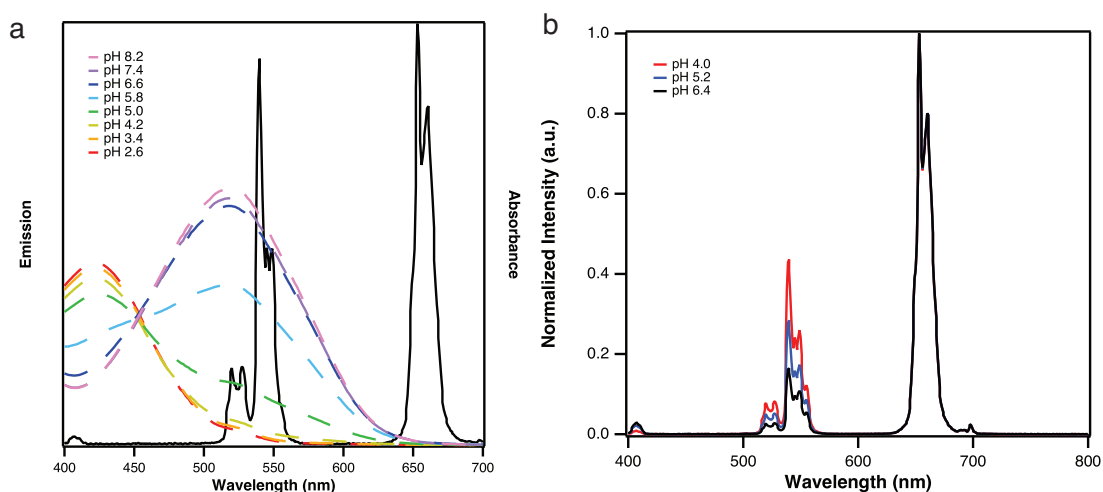 a
pH 8.2
pH 7.4
pH 6.6
pH 5.8
pH 5.0
pH 4.2
pH 3.4
pH 2.6
Emission
Absorbance
400 450 500 550 600 650 700
Wavelength (nm)
b
pH 4.0
pH 5.2
pH 6.4
1.0
0.8
0.6
0.4
0.2
0.0
Normalized Intensity (a.u.)
400 500 600 700 800
Wavelength (nm)